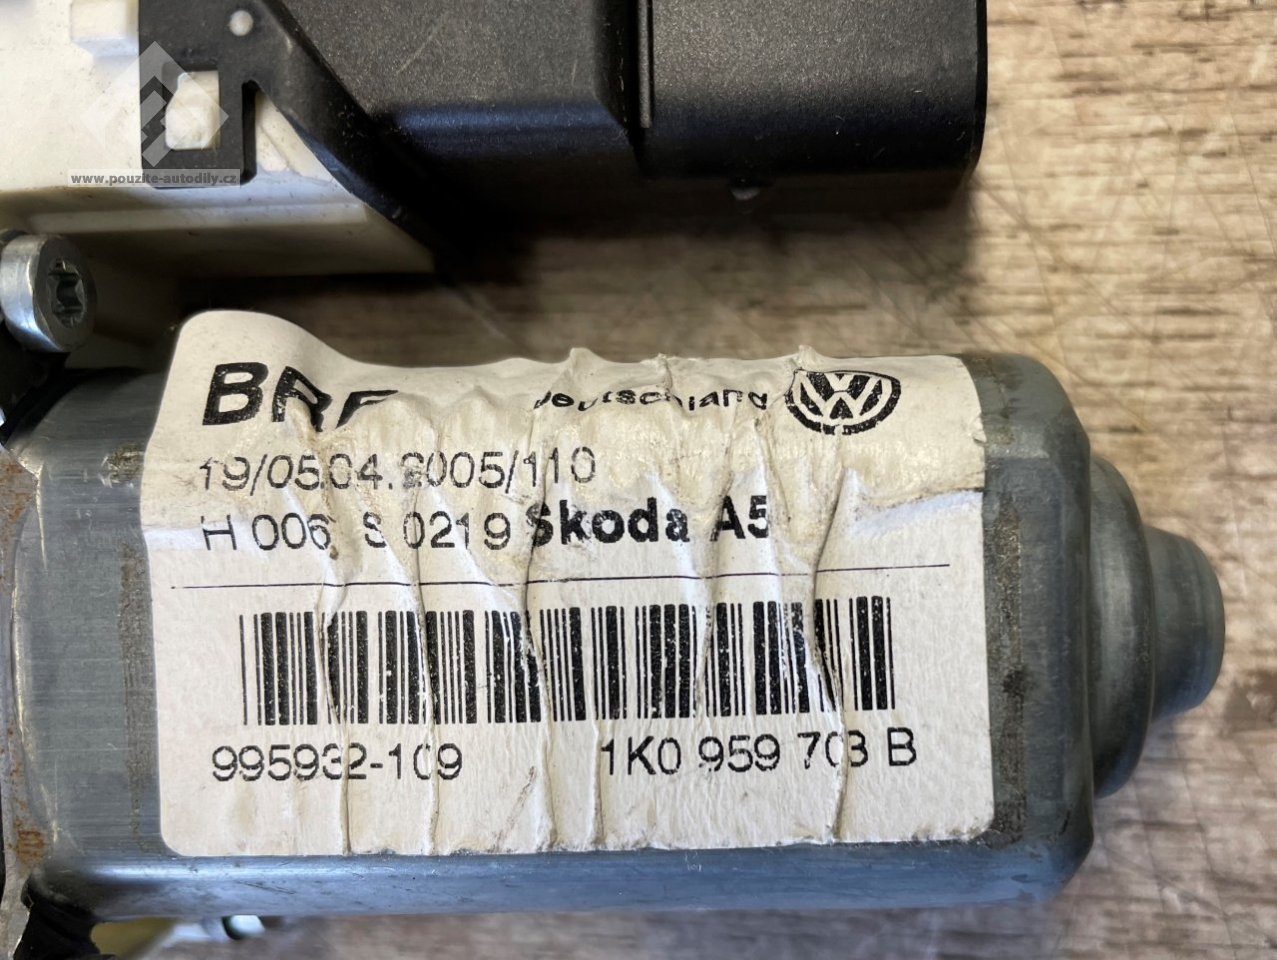 www.pouzite-autodily.cz
Deutschland
19/05.04.2005/110
H 006 S 0219 Skoda A5
995932-109 1K0 959 703 B